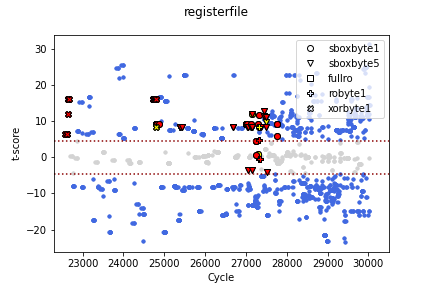 registerfile
30
20
10
0
−10
−20
t-score
sboxbyte1
sboxbyte5
fullro
robyte1
xorbyte1
23000 24000 25000 26000 27000 28000 29000 30000
Cycle